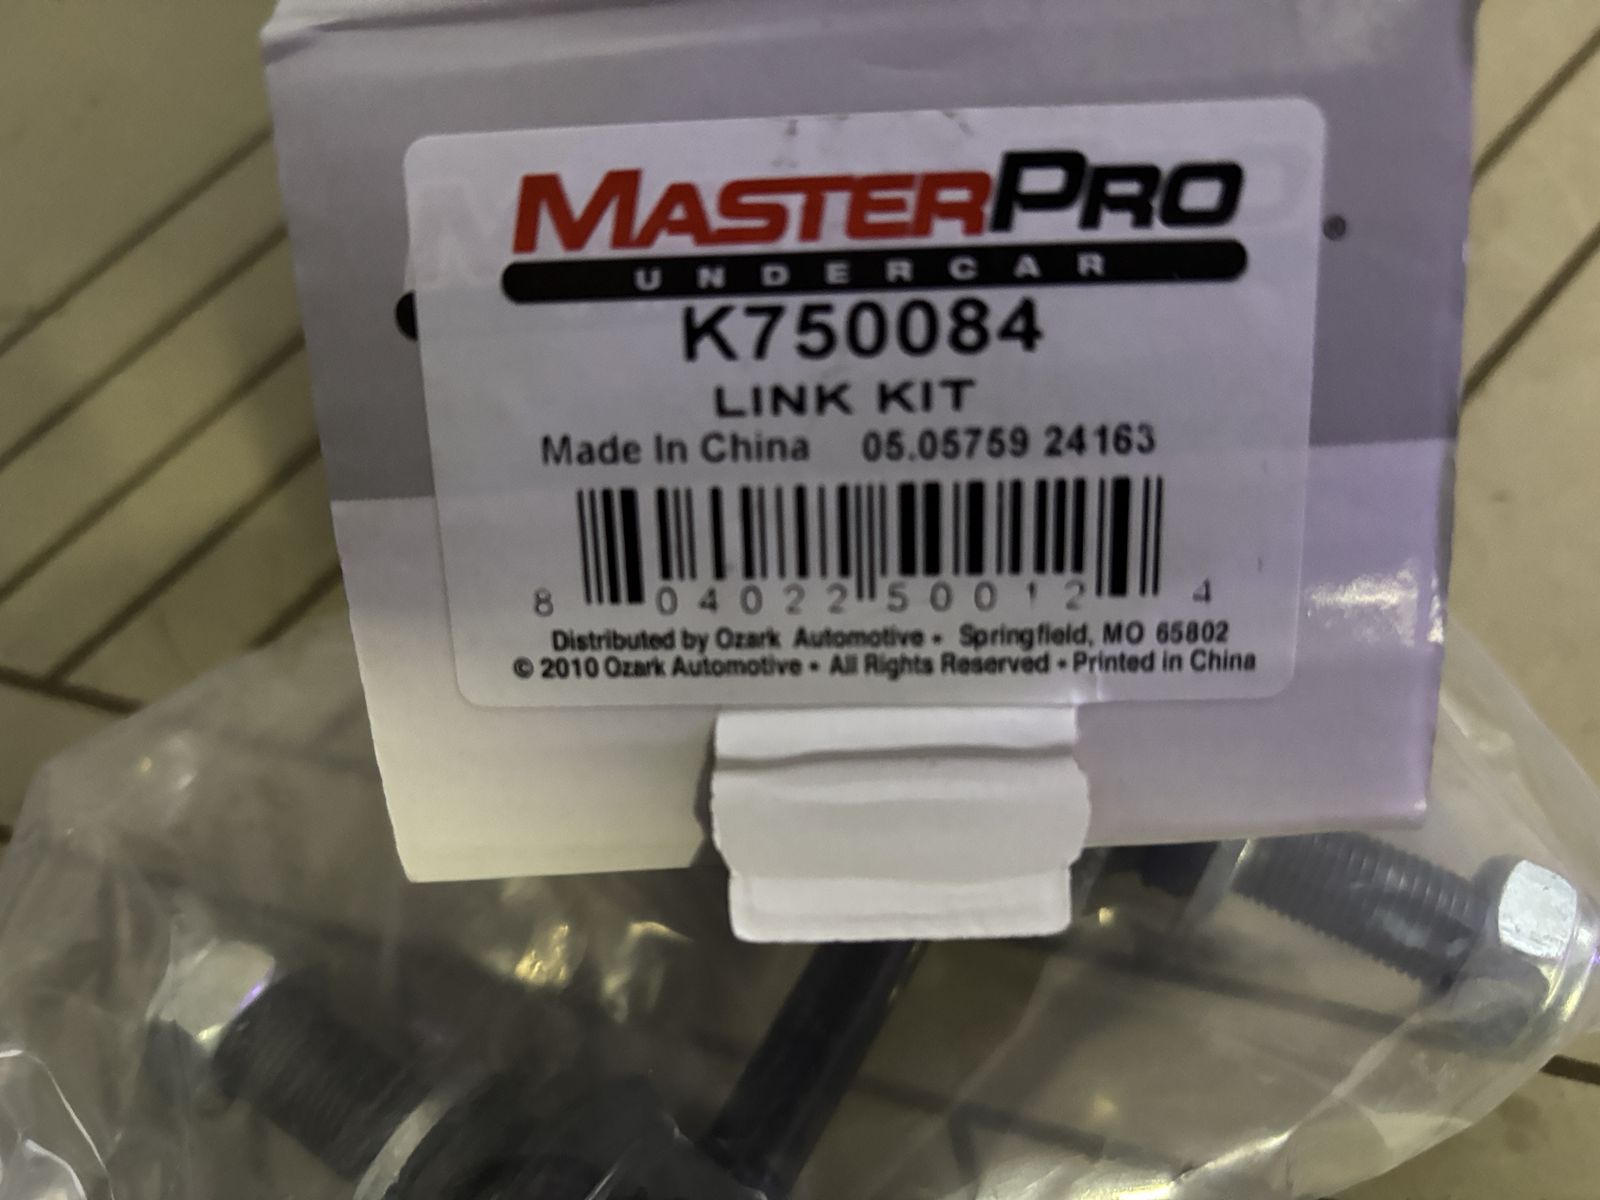 MASTERPRO
UNDERCAR
®
K750084
LINK KIT
Made In China 05.05759 24163
8 04022 50012 4
Distributed by Ozark Automotive • Springfield, MO 65802
© 2010 Ozark Automotive • All Rights Reserved • Printed in China